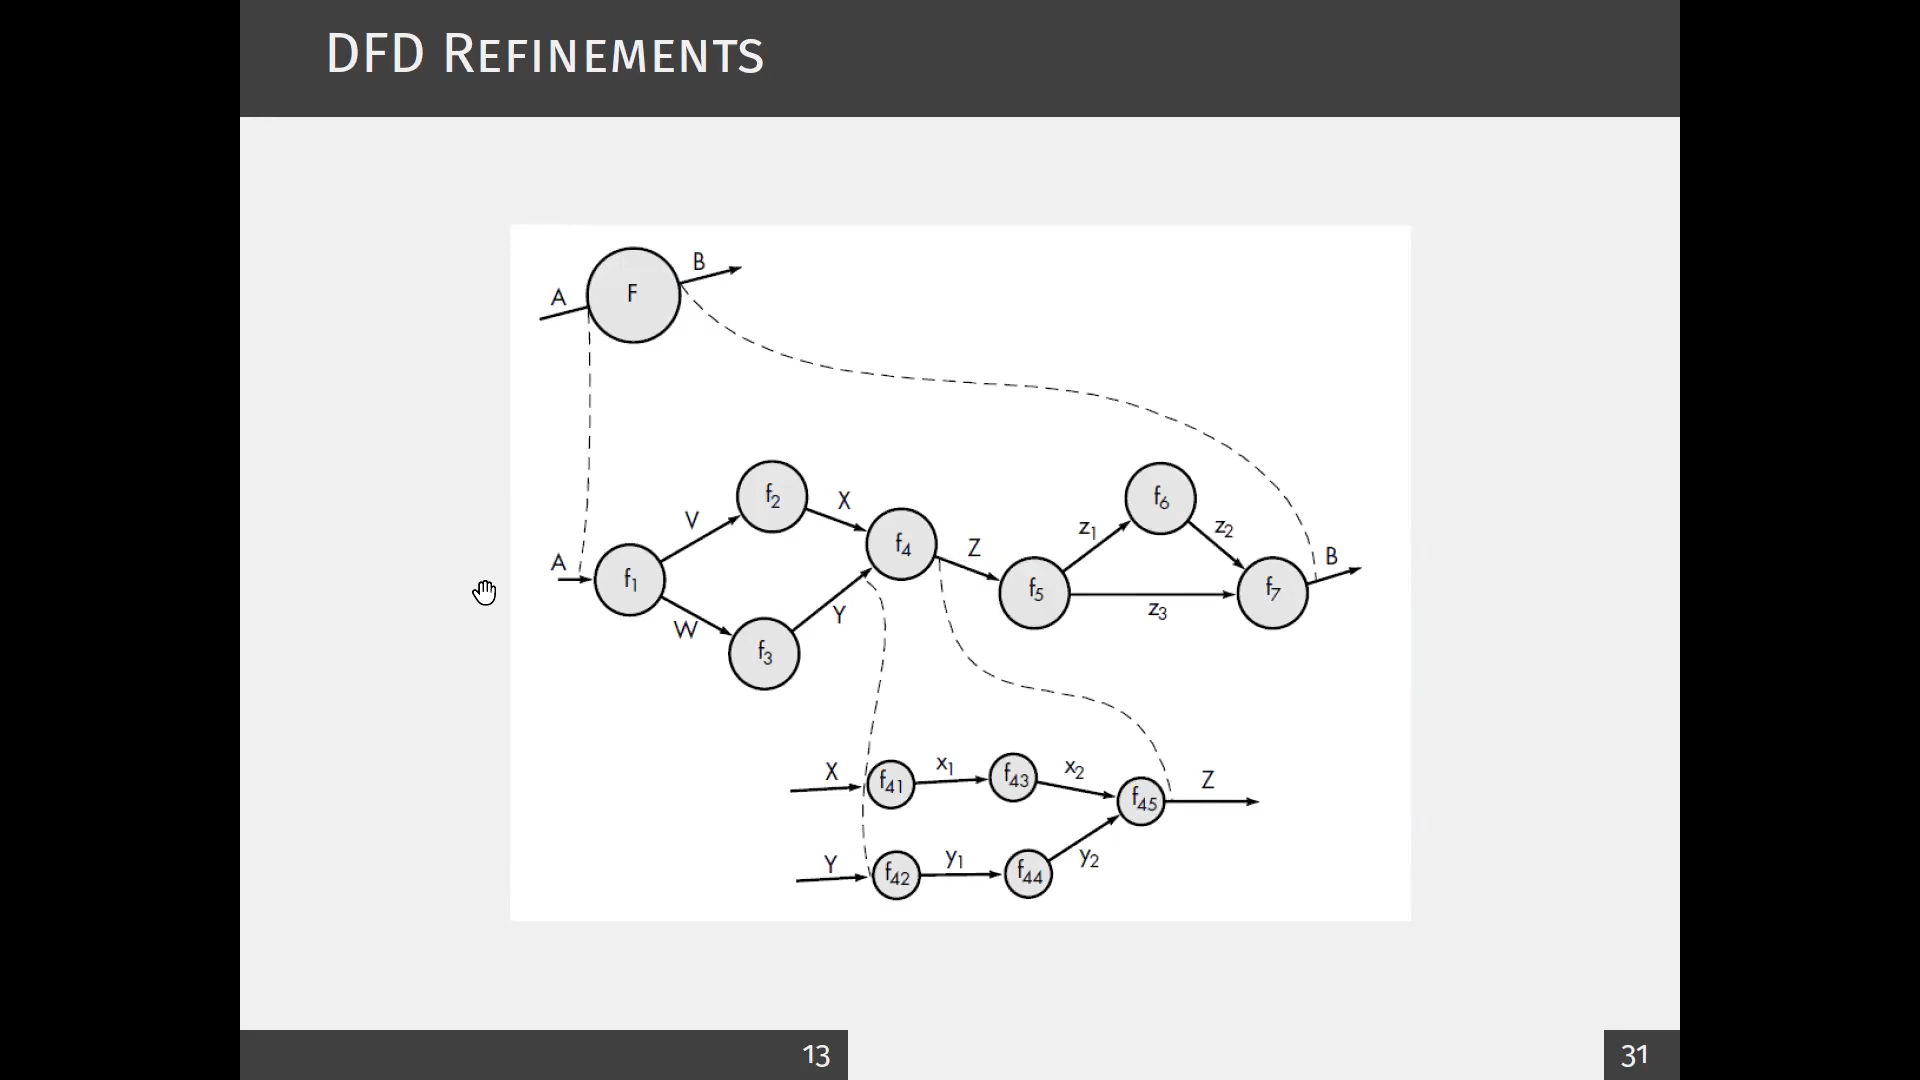 DFD REFINEMENTS
B
A
F
f2
X
f6
V
z1
z2
f4
Z
B
A
f1
f5
f7
z3
Y
W
f3
X
f41
x1
f43
x2
f45
Z
Y
f42
y1
f44
y2
13
31